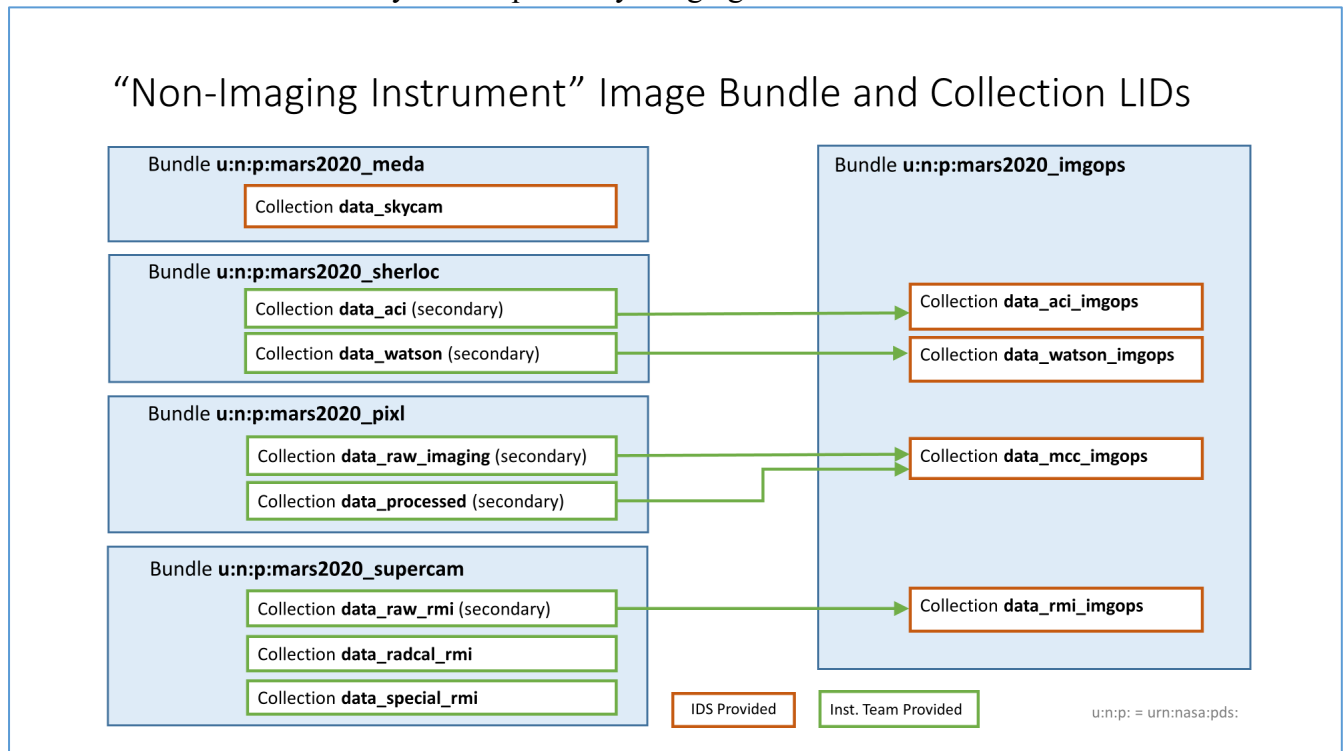 “Non-Imaging Instrument” Image Bundle and Collection LIDs
Bundle u:n:p:mars2020_meda
Collection data_skycam
Bundle u:n:p:mars2020_sherloc
Collection data_aci (secondary)
Collection data_watson (secondary)
Bundle u:n:p:mars2020_pixl
Collection data_raw_imaging (secondary)
Collection data_processed (secondary)
Bundle u:n:p:mars2020_supercam
Collection data_raw_rmi (secondary)
Collection data_radcal_rmi
Collection data_special_rmi
Bundle u:n:p:mars2020_imgops
Collection data_aci_imgops
Collection data_watson_imgops
Collection data_mcc_imgops
Collection data_rmi_imgops
IDS Provided
Inst. Team Provided
u:n:p: = urn:nasa:pds: